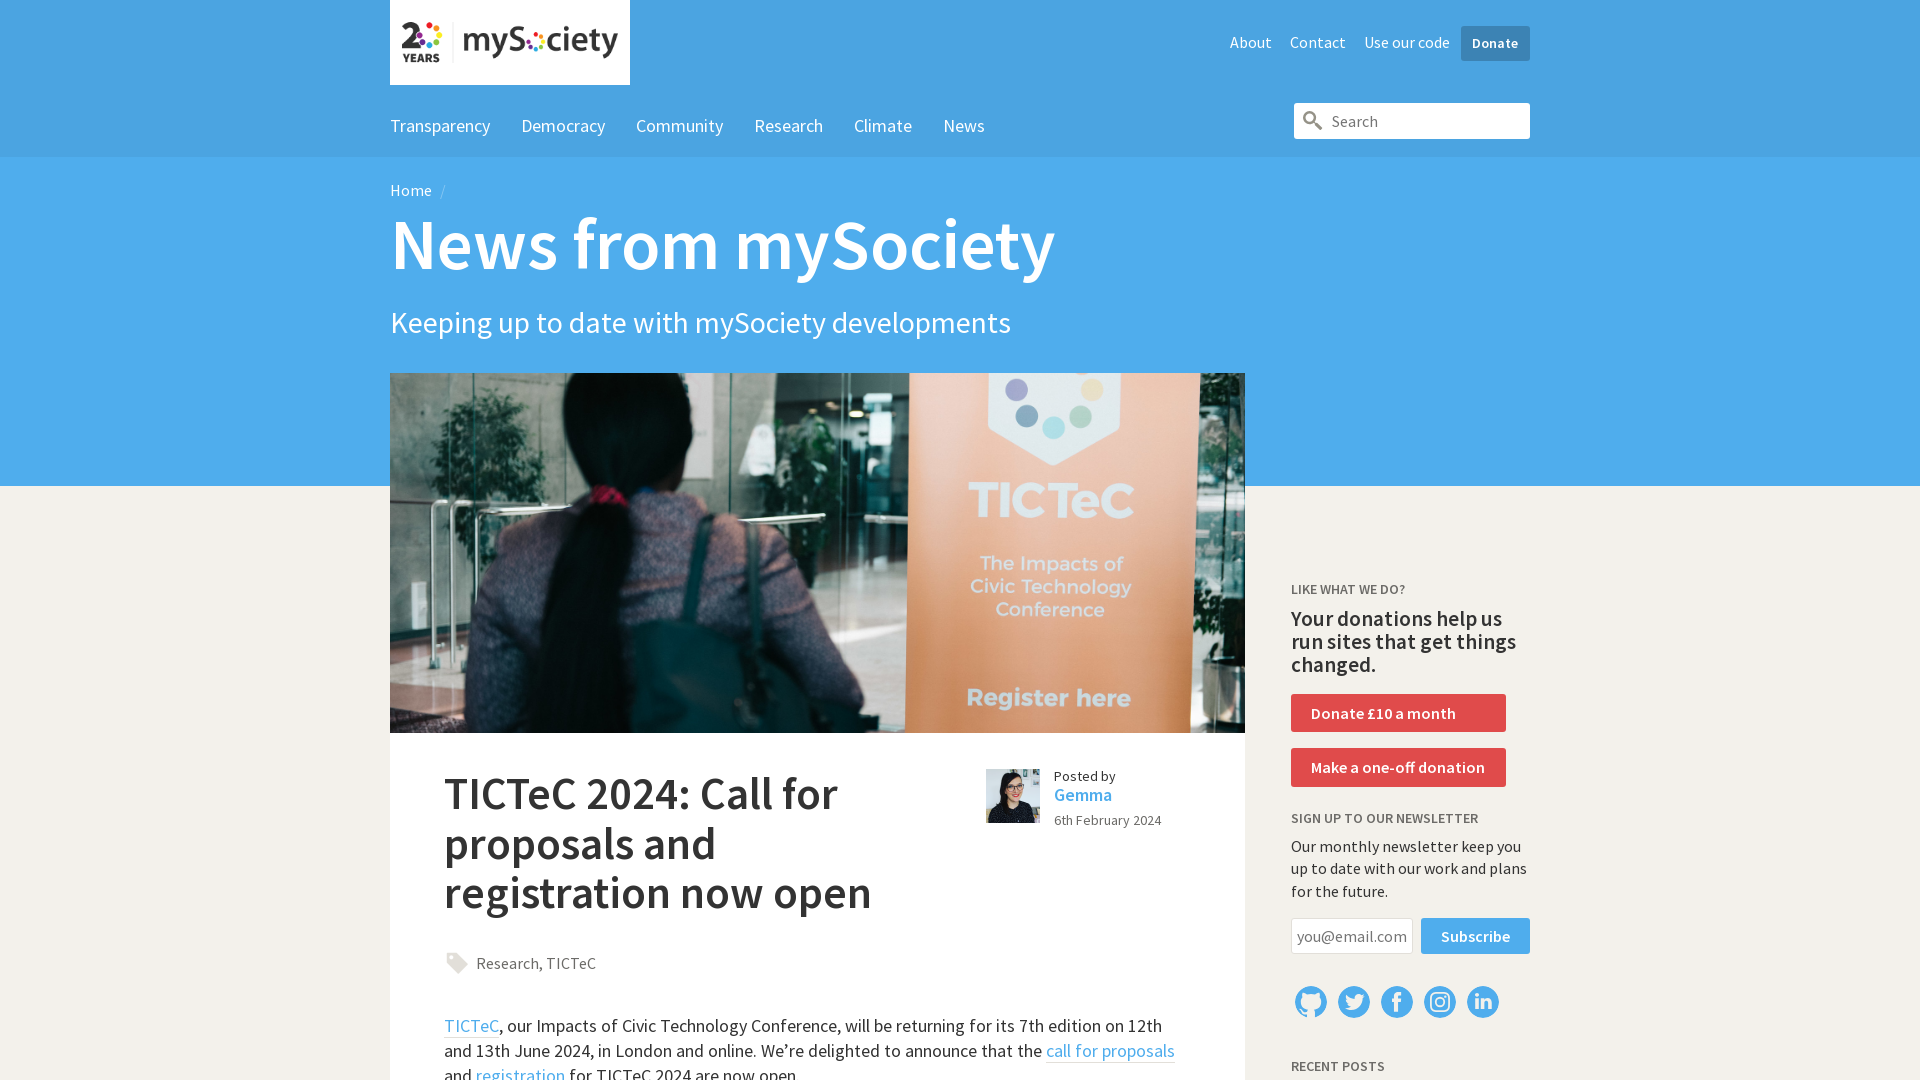 20 YEARS mySociety
About Contact Use our code Donate
Transparency Democracy Community Research Climate News
Search
Home /
News from mySociety
Keeping up to date with mySociety developments
TICTeC
The Impacts of
Civic Technology
Conference
Register here
TICTeC 2024: Call for
proposals and
registration now open
Posted by
Gemma
6th February 2024
Research, TICTeC
TICTeC, our Impacts of Civic Technology Conference, will be returning for its 7th edition on 12th
and 13th June 2024, in London and online. We’re delighted to announce that the call for proposals
and registration for TICTeC 2024 are now open.
LIKE WHAT WE DO?
Your donations help us
run sites that get things
changed.
Donate £10 a month
Make a one-off donation
SIGN UP TO OUR NEWSLETTER
Our monthly newsletter keep you
up to date with our work and plans
for the future.
you@email.com Subscribe
RECENT POSTS